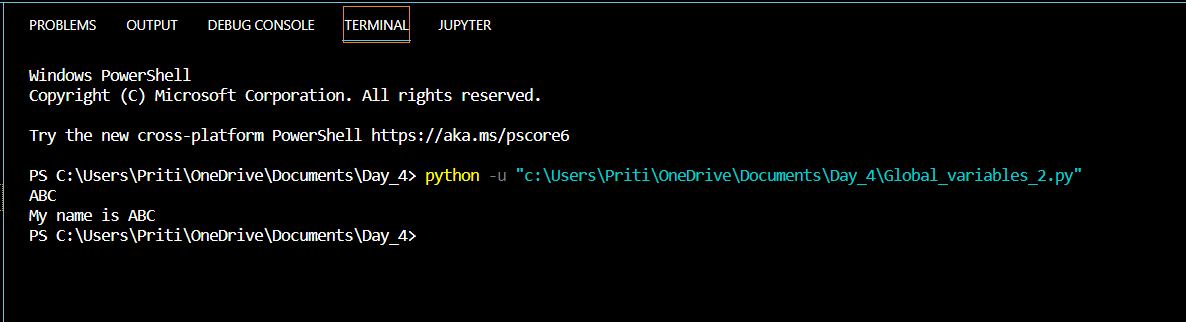 PROBLEMS OUTPUT DEBUG CONSOLE TERMINAL JUPYTER
Windows PowerShell
Copyright (C) Microsoft Corporation. All rights reserved.
Try the new cross-platform PowerShell https://aka.ms/pscore6
PS C:\Users\Priti\OneDrive\Documents\Day_4> python -u "c:\Users\Priti\OneDrive\Documents\Day_4\Global_variables_2.py"
ABC
My name is ABC
PS C:\Users\Priti\OneDrive\Documents\Day_4>